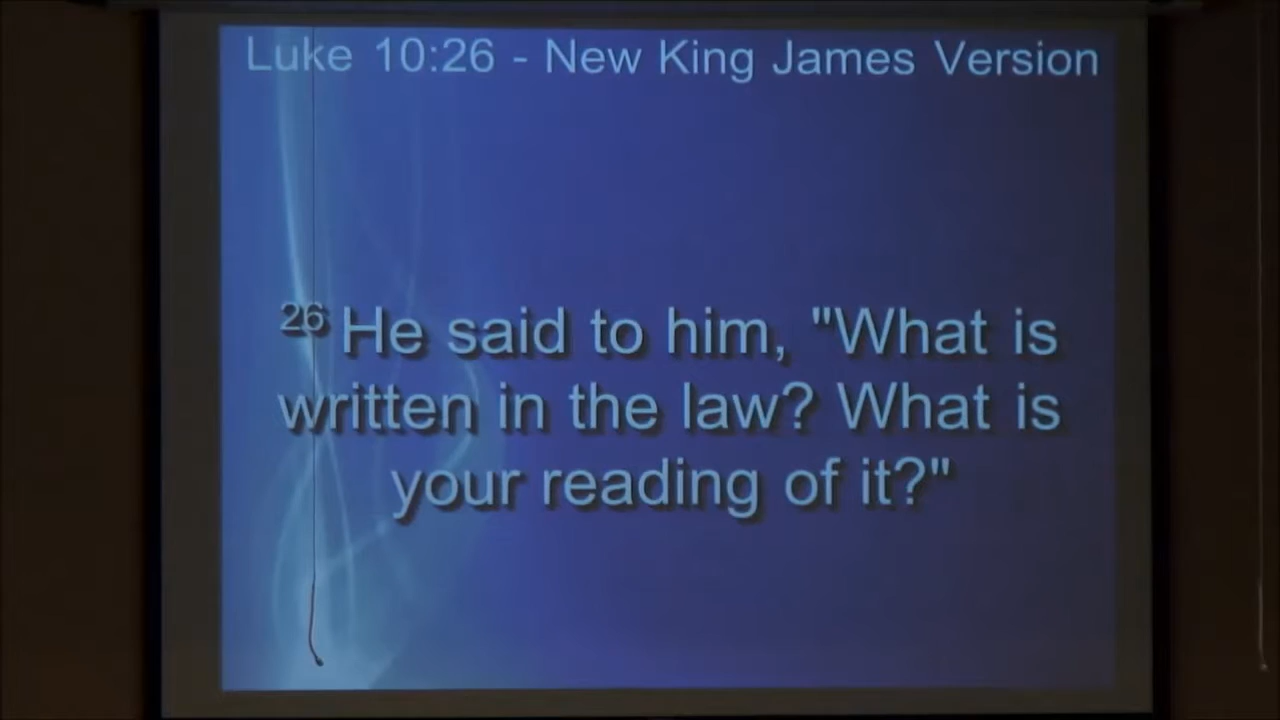 Luke 10:26 - New King James Version
26 He said to him, "What is
written in the law? What is
your reading of it?"